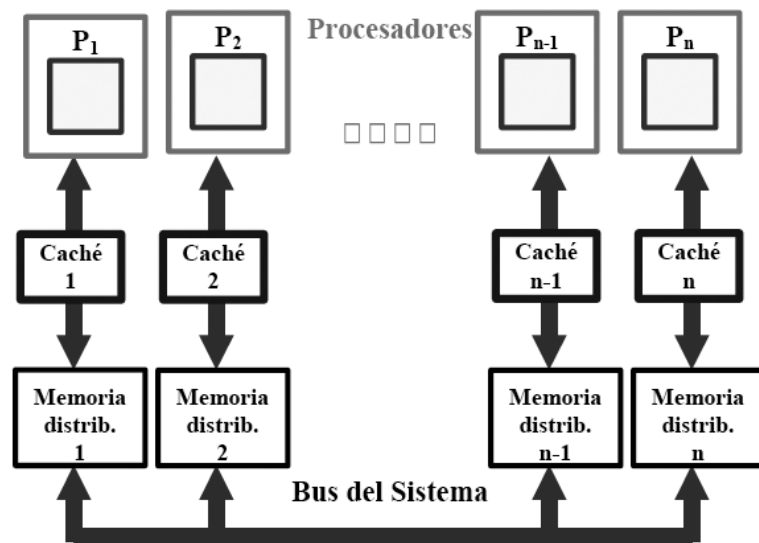 P1
P2
Procesadores
Pn-1
Pn
Caché
1
Caché
2
Caché
n-1
Caché
n
Memoria
distrib.
1
Memoria
distrib.
2
Memoria
distrib.
n-1
Memoria
distrib.
n
Bus del Sistema